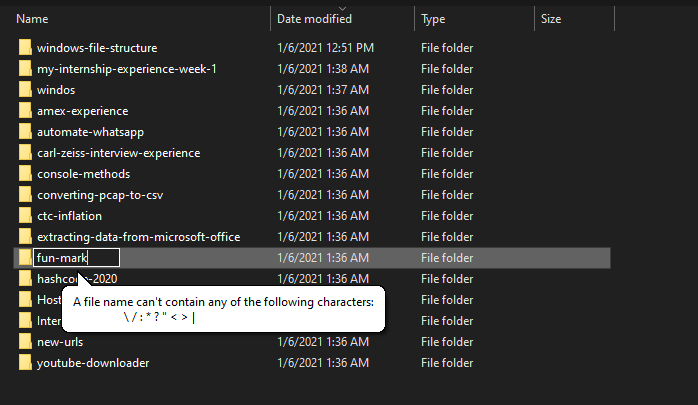 Name Date modified Type Size
windows-file-structure 1/6/2021 12:51 PM File folder
my-internship-experience-week-1 1/6/2021 1:38 AM File folder
windos 1/6/2021 1:37 AM File folder
amex-experience 1/6/2021 1:36 AM File folder
automate-whatsapp 1/6/2021 1:36 AM File folder
carl-zeiss-interview-experience 1/6/2021 1:36 AM File folder
console-methods 1/6/2021 1:36 AM File folder
converting-pcap-to-csv 1/6/2021 1:36 AM File folder
ctc-inflation 1/6/2021 1:36 AM File folder
extracting-data-from-microsoft-office 1/6/2021 1:36 AM File folder
fun-mark 1/6/2021 1:36 AM File folder
hashcode-2020 1/6/2021 1:36 AM File folder
A file name can't contain any of the following characters:
\ / : * ? " < > |
new-urls 1/6/2021 1:36 AM File folder
youtube-downloader 1/6/2021 1:36 AM File folder